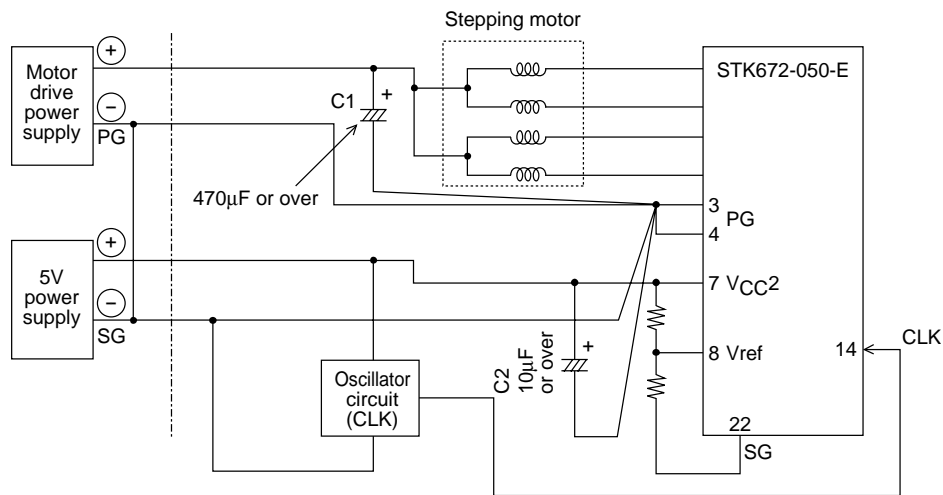 Stepping motor
+
Motor
drive
power
supply
−
PG
C1
+
470µF or over
STK672-050-E
3
PG
4
+
5V
power
supply
−
SG
7 VCC2
8 Vref
14
CLK
C2
10µF
or over
+
Oscillator
circuit
(CLK)
22
SG